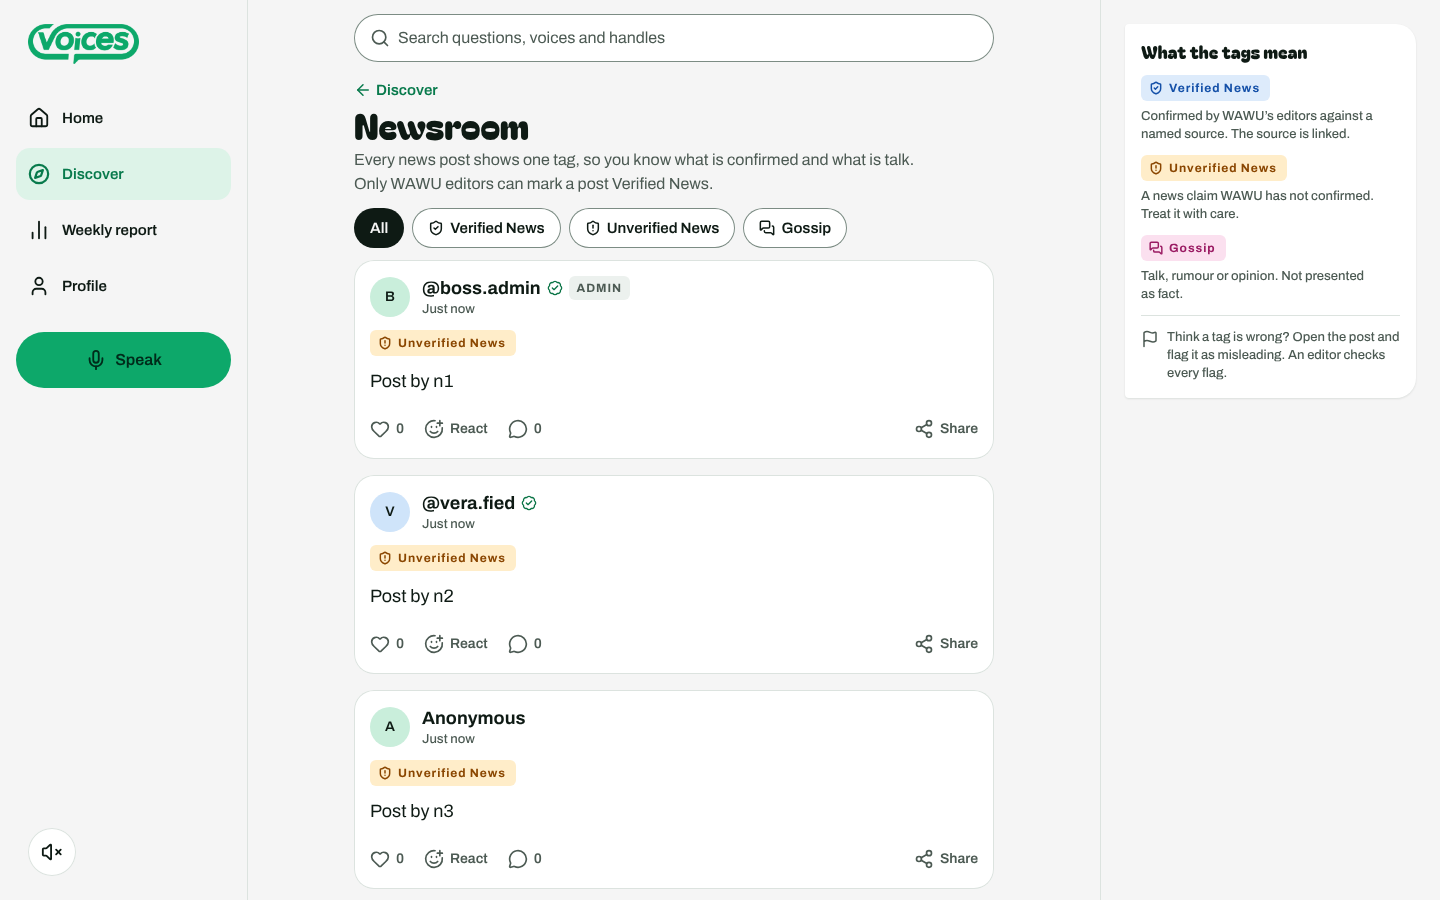 Voices
Home
Discover
Weekly report
Profile
Speak
Search questions, voices and handles
Discover
Newsroom
Every news post shows one tag, so you know what is confirmed and what is talk.
Only WAWU editors can mark a post Verified News.
All
Verified News
Unverified News
Gossip
B
@boss.admin
ADMIN
Just now
Unverified News
Post by n1
0
React
0
Share
V
@vera.fied
Just now
Unverified News
Post by n2
0
React
0
Share
A
Anonymous
Just now
Unverified News
Post by n3
0
React
0
Share
What the tags mean
Verified News
Confirmed by WAWU’s editors against a
named source. The source is linked.
Unverified News
A news claim WAWU has not confirmed.
Treat it with care.
Gossip
Talk, rumour or opinion. Not presented
as fact.
Think a tag is wrong? Open the post and
flag it as misleading. An editor checks
every flag.